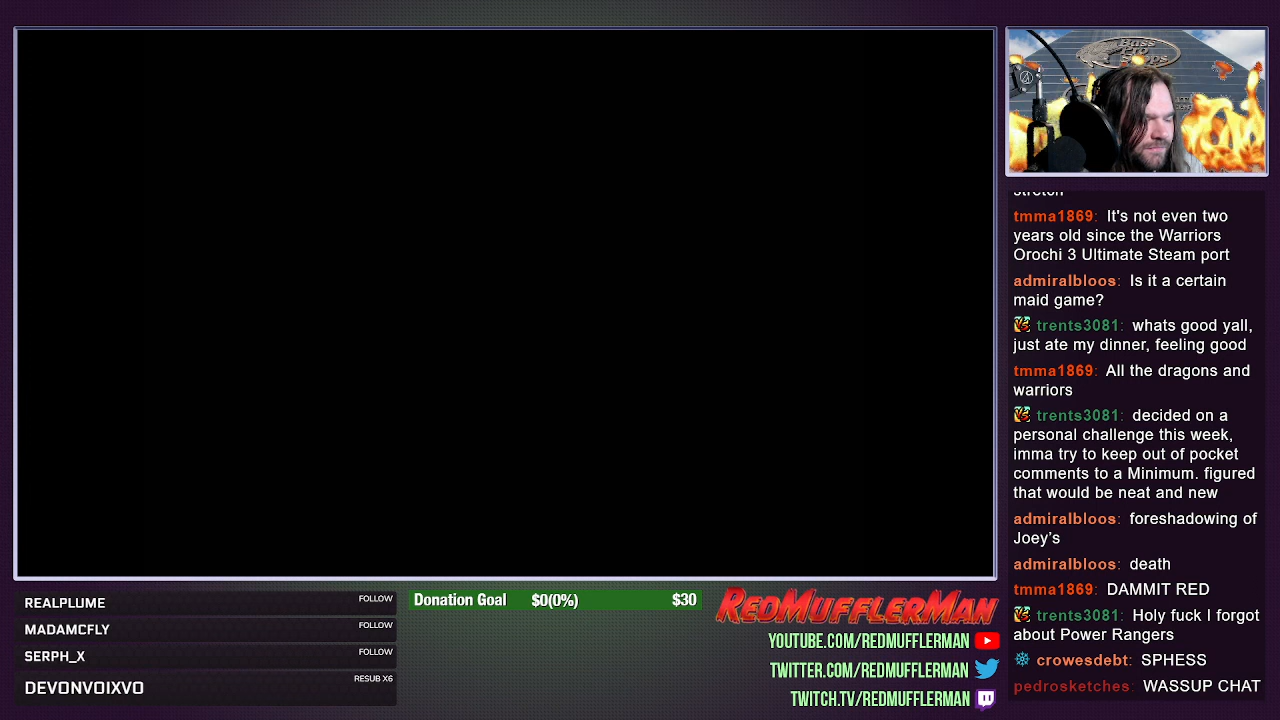 Bass
Pro
Shops
stretch
tmma1869: It's not even two
years old since the Warriors
Orochi 3 Ultimate Steam port
admiralbloos: Is it a certain
maid game?
trents3081: whats good yall,
just ate my dinner, feeling good
tmma1869: All the dragons and
warriors
trents3081: decided on a
personal challenge this week,
imma try to keep out of pocket
comments to a Minimum. figured
that would be neat and new
admiralbloos: foreshadowing of
Joey’s
admiralbloos: death
tmma1869: DAMMIT RED
trents3081: Holy fuck I forgot
about Power Rangers
crowesdebt: SPHESS
pedrosketches: WASSUP CHAT
REALPLUME FOLLOW
MADAMCFLY FOLLOW
SERPH_X FOLLOW
DEVONVOIXVO RESUB X6
Donation Goal $0(0%) $30
REDMUFFLERMAN
YOUTUBE.COM/REDMUFFLERMAN
TWITTER.COM/REDMUFFLERMAN
TWITCH.TV/REDMUFFLERMAN